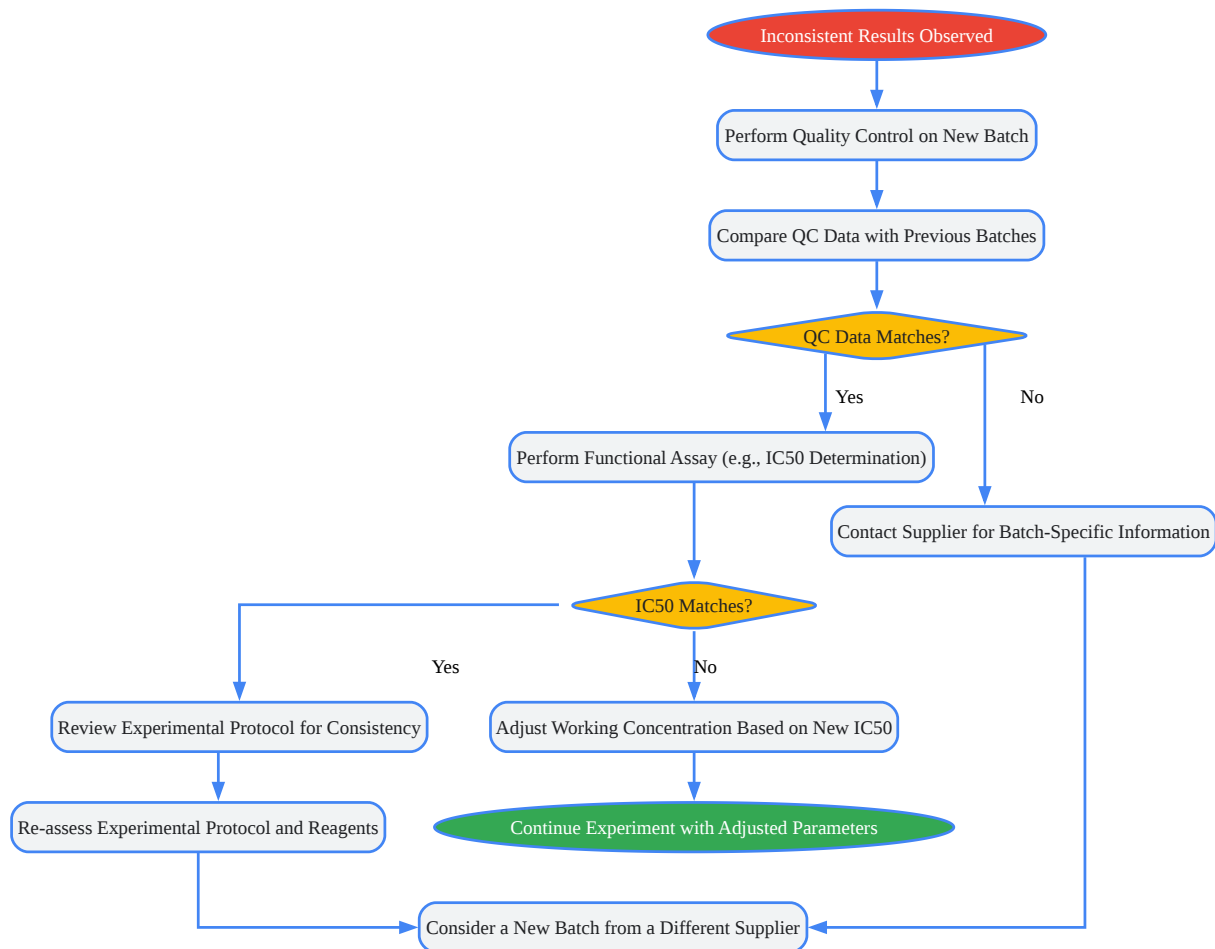 Inconsistent Results Observed
Perform Quality Control on New Batch
Compare QC Data with Previous Batches
QC Data Matches?
Yes
No
Perform Functional Assay (e.g., IC50 Determination)
Contact Supplier for Batch-Specific Information
IC50 Matches?
Yes
No
Review Experimental Protocol for Consistency
Adjust Working Concentration Based on New IC50
Re-assess Experimental Protocol and Reagents
Continue Experiment with Adjusted Parameters
Consider a New Batch from a Different Supplier